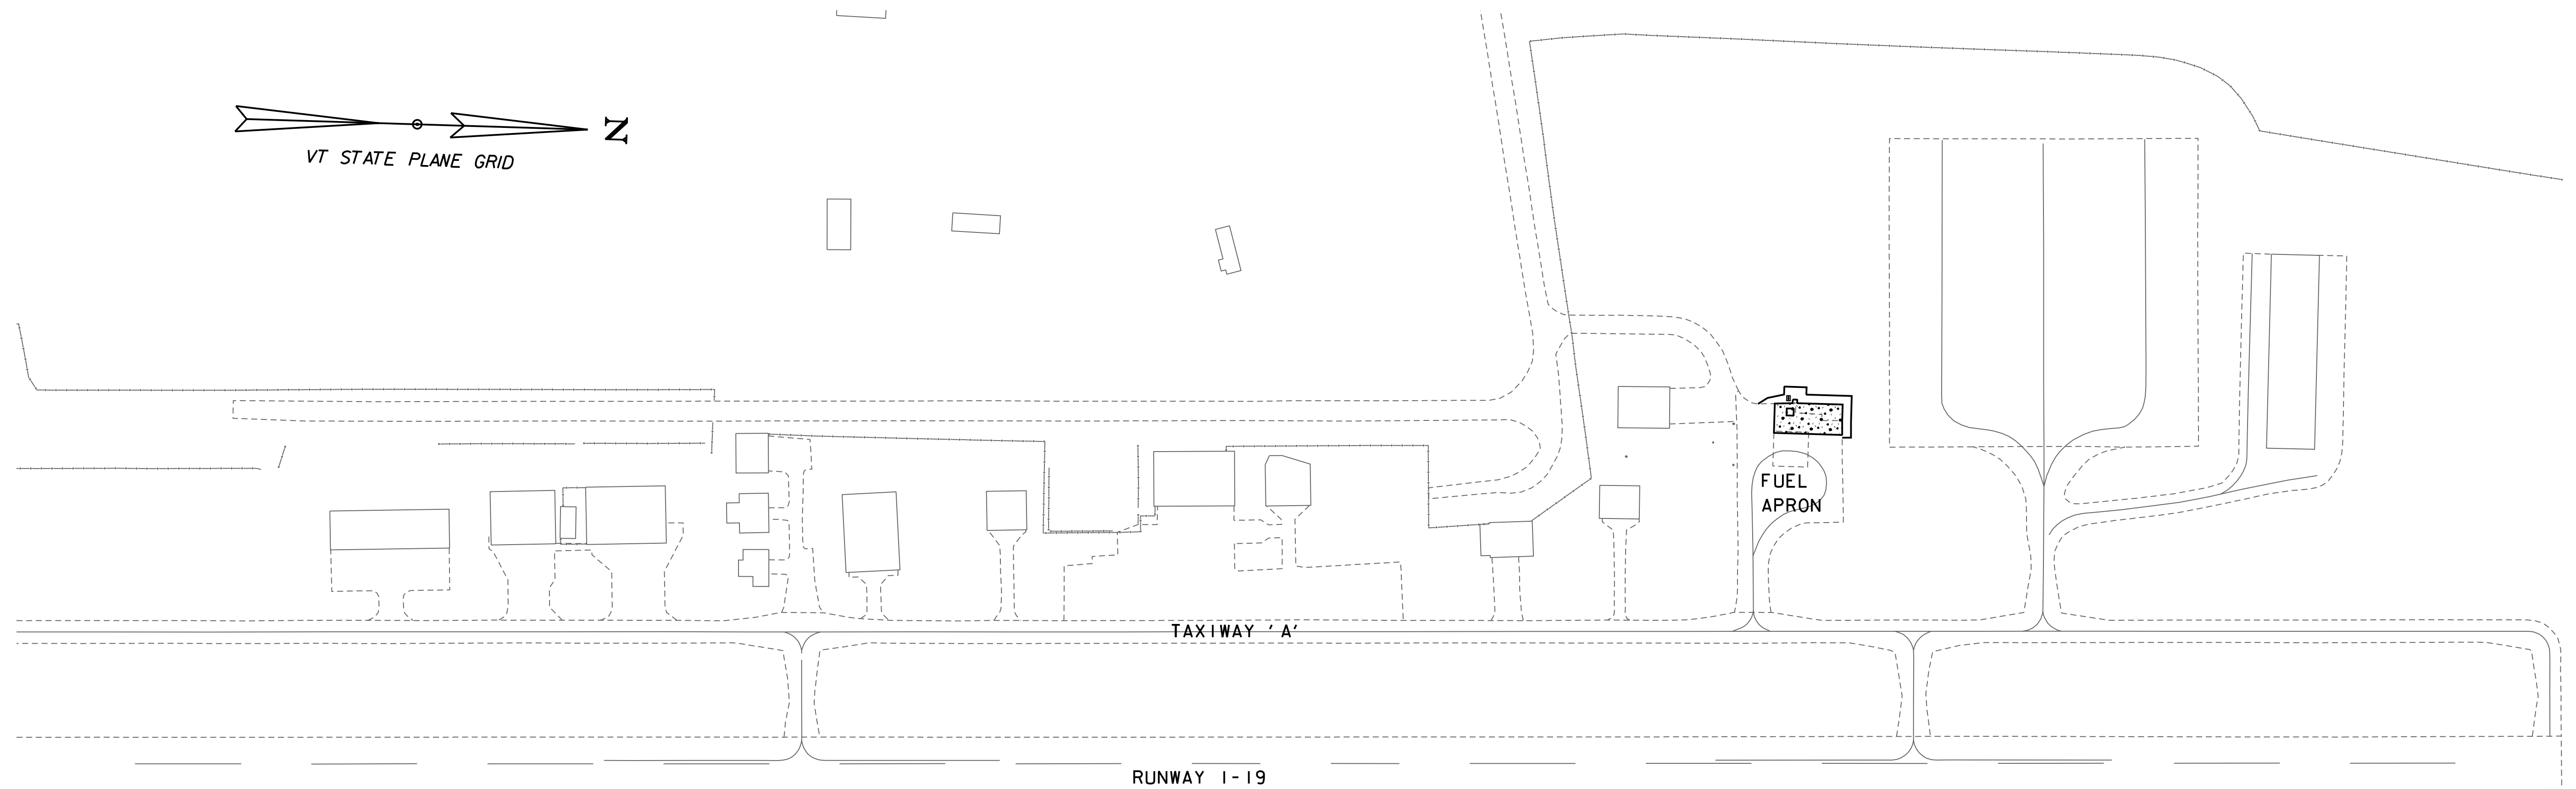 N
VT STATE PLANE GRID
FUEL
APRON
TAXIWAY 'A'
RUNWAY 1-19